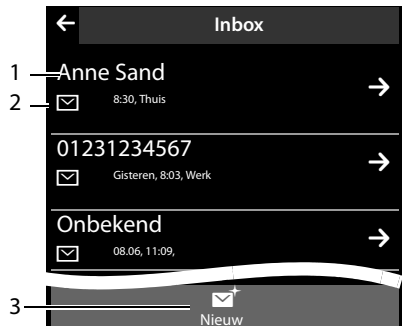 Inbox
1 Anne Sand
2 8:30, Thuis
01231234567
Gisteren, 8:03, Werk
Onbekend
08.06, 11:09,
3
Nieuw